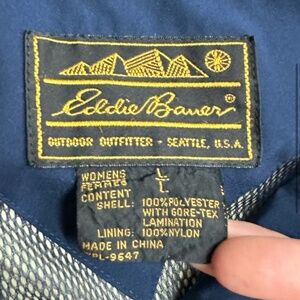 Eddie Bauer®
OUTDOOR OUTFITTER - SEATTLE, U.S.A.
WOMENS L
L
CONTENT
SHELL: 100%POLYESTER
WITH GORE-TEX
LAMINATION
LINING: 100%NYLON
MADE IN CHINA
-9647